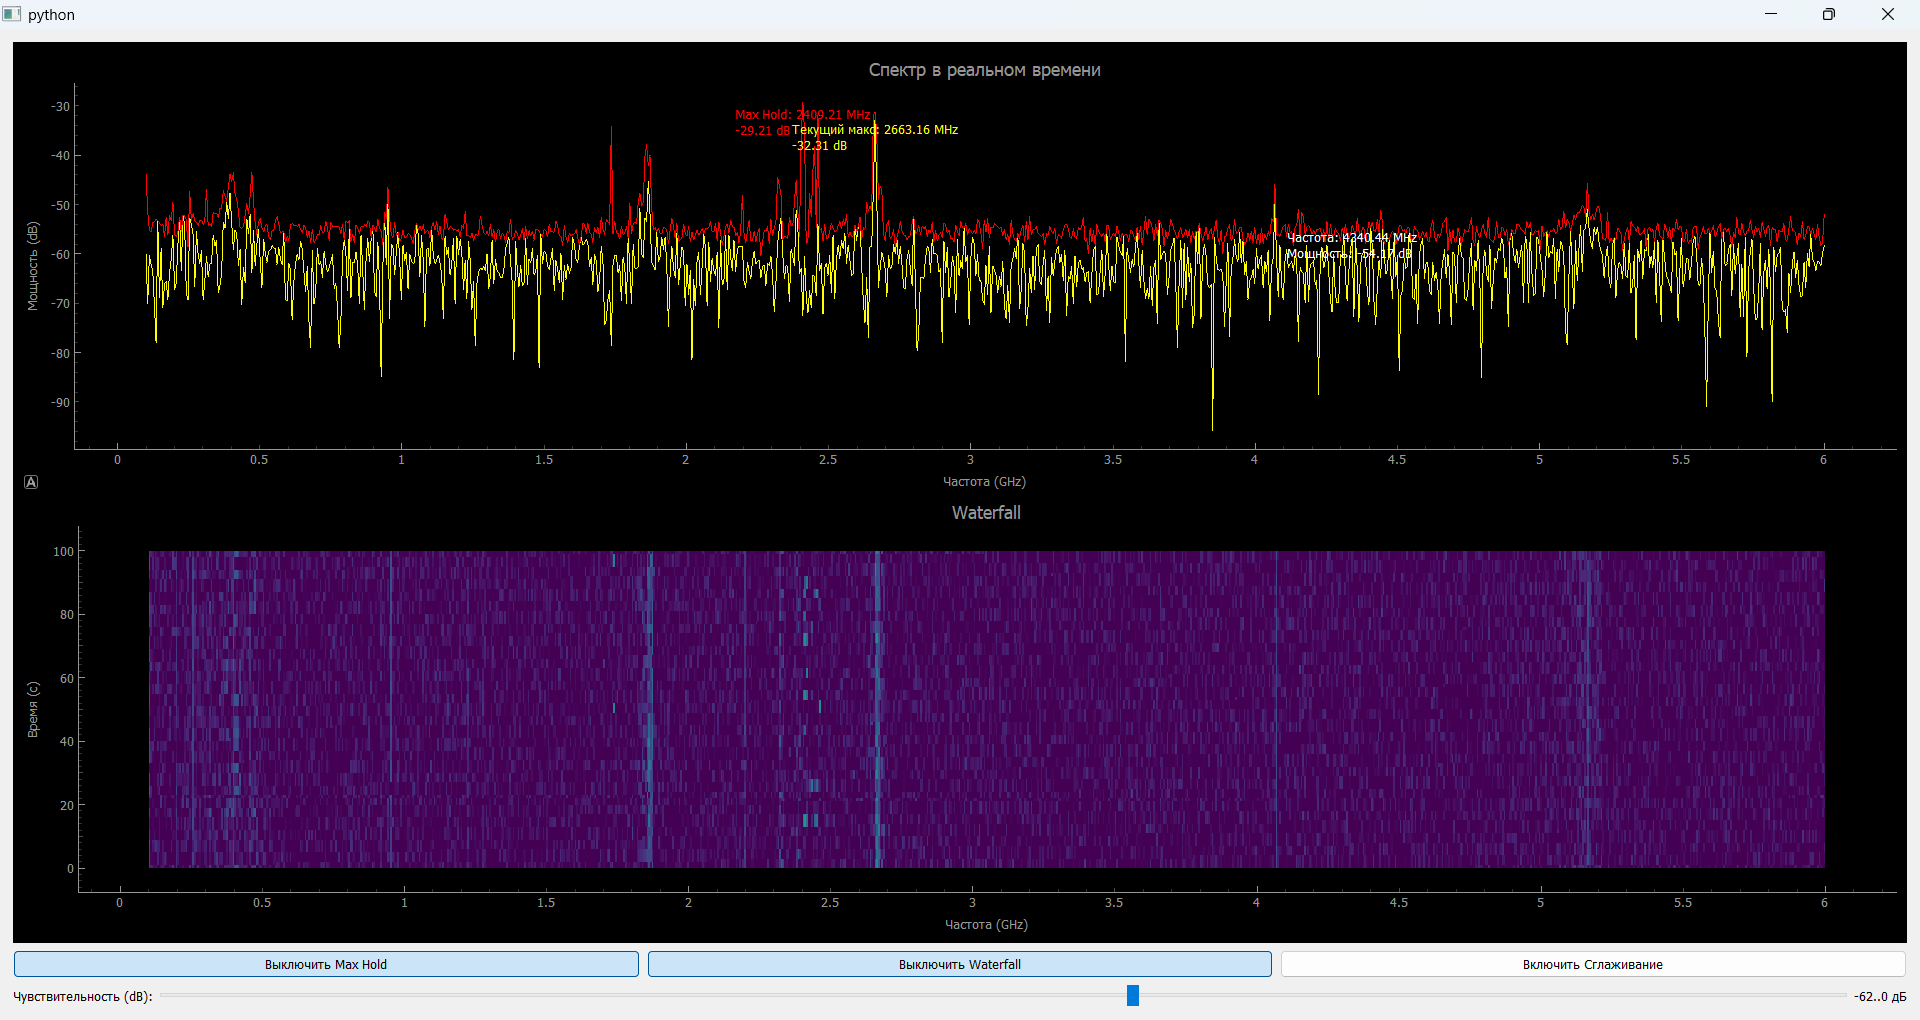 python
Спектр в реальном времени
Max Hold: 2409.21 MHz
-29.21 dB
Текущий макс: 2663.16 MHz
-32.31 dB
Частота: 4240.44 MHz
Мощность: -54.17 dB
Мощность (dB)
-30
-40
-50
-60
-70
-80
-90
0 0.5 1 1.5 2 2.5 3 3.5 4 4.5 5 5.5 6
Частота (GHz)
A
Waterfall
Время (с)
100
80
60
40
20
0
0 0.5 1 1.5 2 2.5 3 3.5 4 4.5 5 5.5 6
Частота (GHz)
Выключить Max Hold
Выключить Waterfall
Включить Сглаживание
Чувствительность (dB):
-62..0 дБ